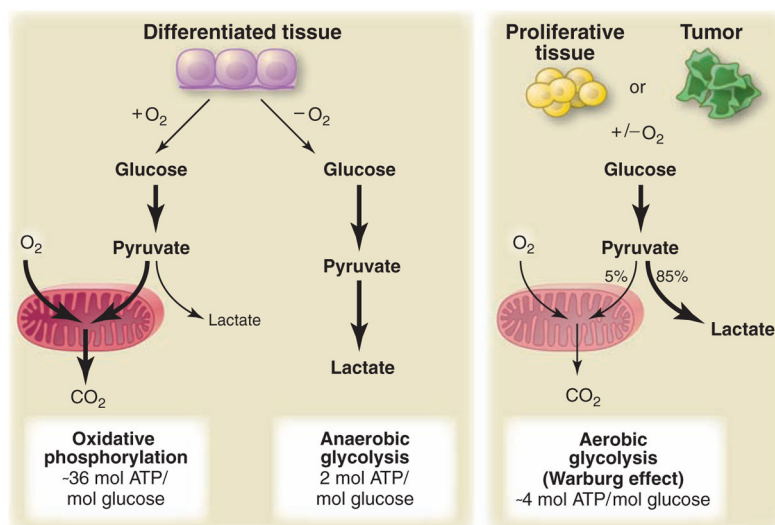 Differentiated tissue
+O₂
−O₂
Glucose
Glucose
O₂
Pyruvate
Pyruvate
Lactate
Lactate
CO₂
Oxidative
phosphorylation
~36 mol ATP/
mol glucose
Anaerobic
glycolysis
2 mol ATP/
mol glucose
Proliferative
tissue
or
Tumor
+/−O₂
Glucose
O₂
Pyruvate
5%
85%
Lactate
CO₂
Aerobic
glycolysis
(Warburg effect)
~4 mol ATP/mol glucose